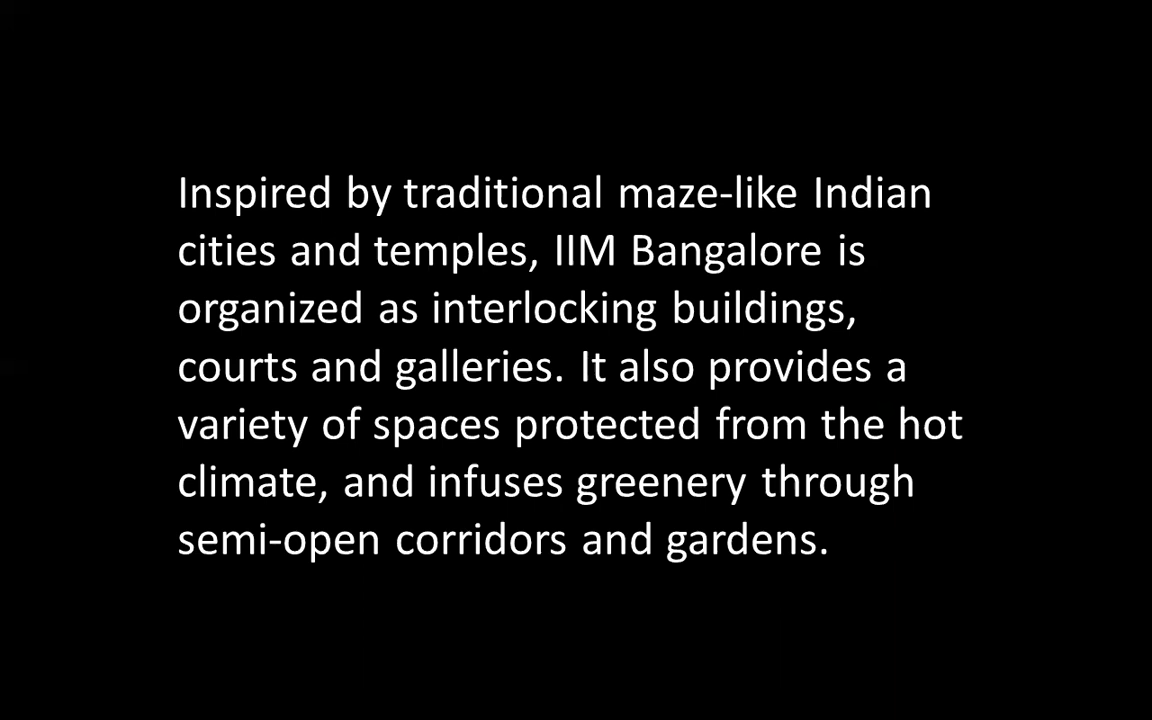 Inspired by traditional maze-like Indian
cities and temples, IIM Bangalore is
organized as interlocking buildings,
courts and galleries. It also provides a
variety of spaces protected from the hot
climate, and infuses greenery through
semi-open corridors and gardens.